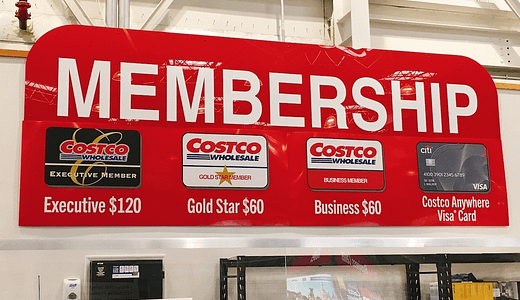 MEMBERSHIP
COSTCO
WHOLESALE
EXECUTIVE MEMBER
Executive $120
COSTCO
WHOLESALE
GOLD STAR MEMBER
Gold Star $60
COSTCO
WHOLESALE
BUSINESS MEMBER
Business $60
citi
VISA
Costco Anywhere
Visa® Card